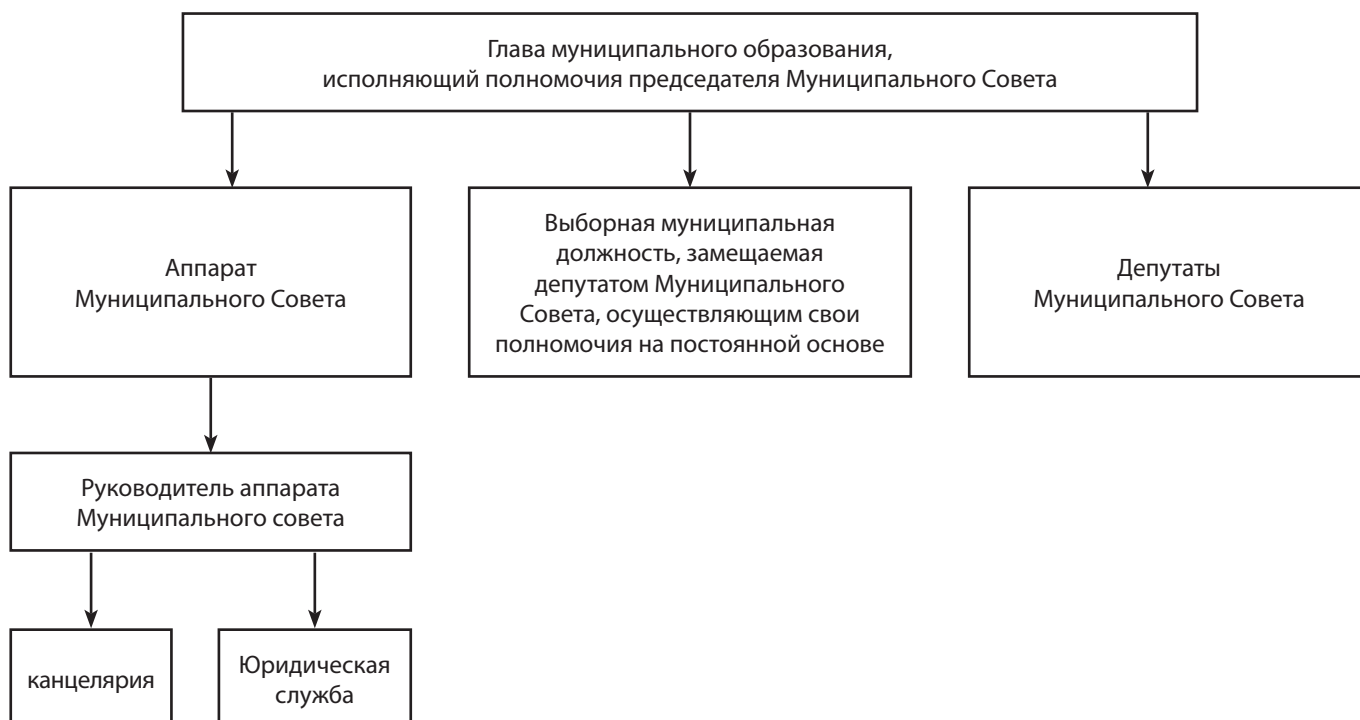 Глава муниципального образования,
исполняющий полномочия председателя Муниципального Совета
Аппарат
Муниципального Совета
Выборная муниципальная
должность, замещаемая
депутатом Муниципального
Совета, осуществляющим свои
полномочия на постоянной основе
Депутаты
Муниципального Совета
Руководитель аппарата
Муниципального совета
канцелярия
Юридическая
служба